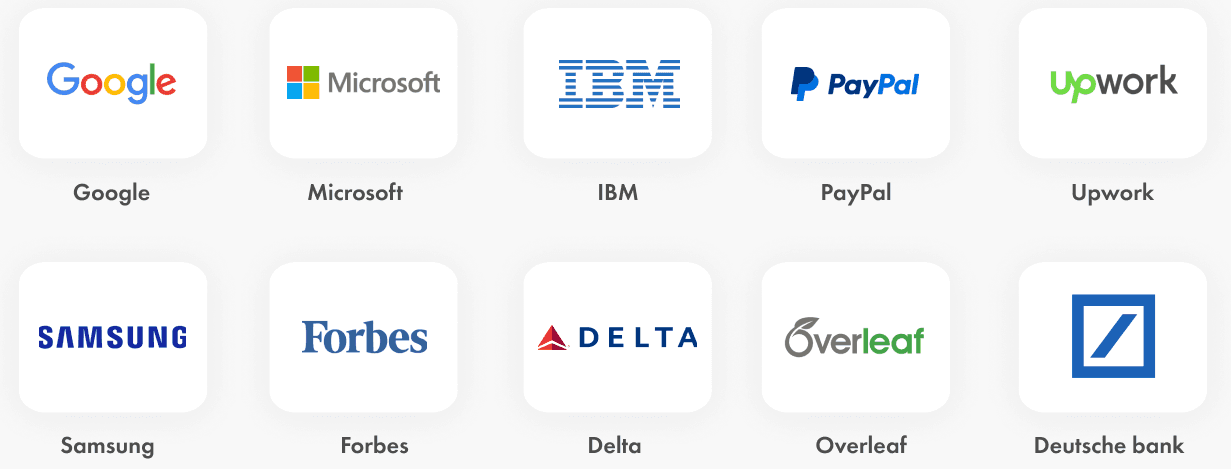 Google Microsoft IBM PayPal upwork
Google Microsoft IBM PayPal Upwork
SAMSUNG Forbes DELTA Overleaf
Samsung Forbes Delta Overleaf Deutsche bank